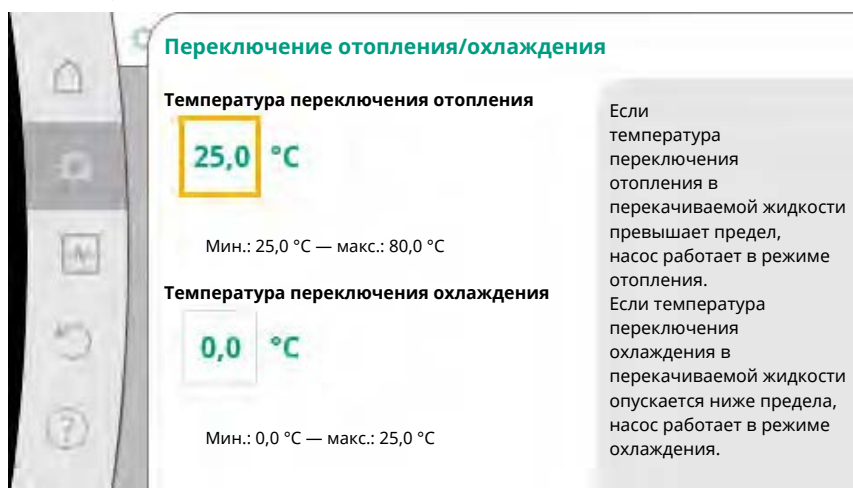 Переключение отопления/охлаждения
Температура переключения отопления
25,0 °C
Мин.: 25,0 °C — макс.: 80,0 °C
Температура переключения охлаждения
0,0 °C
Мин.: 0,0 °C — макс.: 25,0 °C
Если
температура
переключения
отопления в
перекачиваемой жидкости
превышает предел,
насос работает в режиме
отопления.
Если температура
переключения
охлаждения в
перекачиваемой жидкости
опускается ниже предела,
насос работает в режиме
охлаждения.